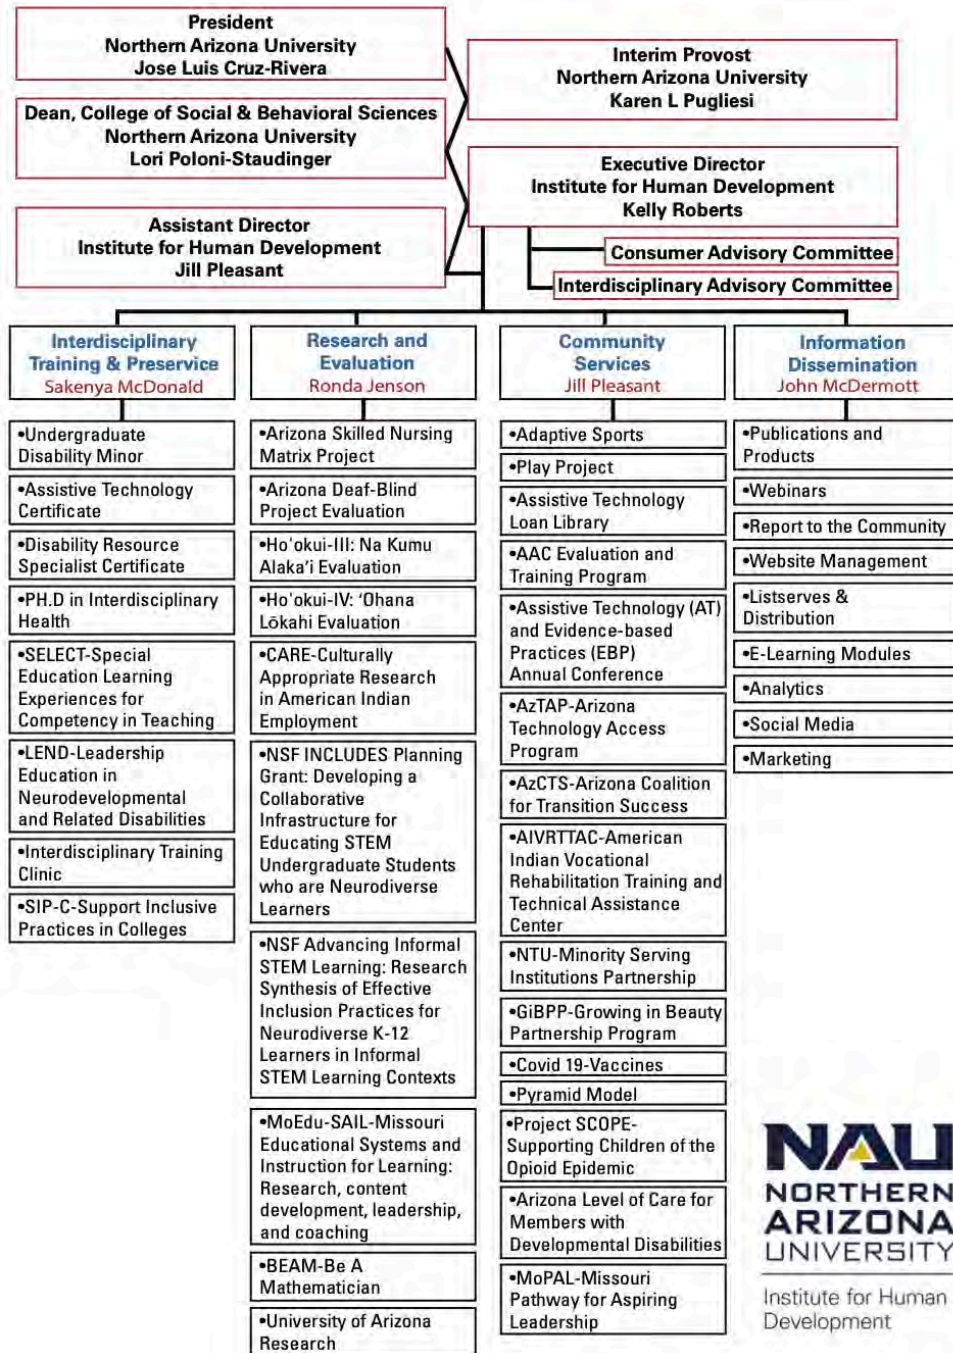 President
Northern Arizona University
Jose Luis Cruz-Rivera
Interim Provost
Northern Arizona University
Karen L Pugliesi
Dean, College of Social & Behavioral Sciences
Northern Arizona University
Lori Poloni-Staudinger
Executive Director
Institute for Human Development
Kelly Roberts
Assistant Director
Institute for Human Development
Jill Pleasant
Consumer Advisory Committee
Interdisciplinary Advisory Committee
Interdisciplinary
Training & Preservice
Sakenya McDonald
•Undergraduate
Disability Minor
•Assistive Technology
Certificate
•Disability Resource
Specialist Certificate
•PH.D in Interdisciplinary
Health
•SELECT-Special
Education Learning
Experiences for
Competency in Teaching
•LEND-Leadership
Education in
Neurodevelopmental
and Related Disabilities
•Interdisciplinary Training
Clinic
•SIP-C-Support Inclusive
Practices in Colleges
Research and
Evaluation
Ronda Jenson
•Arizona Skilled Nursing
Matrix Project
•Arizona Deaf-Blind
Project Evaluation
•Ho'okui-III: Na Kumu
Alaka'i Evaluation
•Ho'okui-IV: 'Ohana
Lōkahi Evaluation
•CARE-Culturally
Appropriate Research
in American Indian
Employment
•NSF INCLUDES Planning
Grant: Developing a
Collaborative
Infrastructure for
Educating STEM
Undergraduate Students
who are Neurodiverse
Learners
•NSF Advancing Informal
STEM Learning: Research
Synthesis of Effective
Inclusion Practices for
Neurodiverse K-12
Learners in Informal
STEM Learning Contexts
•MoEdu-SAIL-Missouri
Educational Systems and
Instruction for Learning:
Research, content
development, leadership,
and coaching
•BEAM-Be A
Mathematician
•University of Arizona
Research
Community
Services
Jill Pleasant
•Adaptive Sports
•Play Project
•Assistive Technology
Loan Library
•AAC Evaluation and
Training Program
•Assistive Technology (AT)
and Evidence-based
Practices (EBP)
Annual Conference
•AzTAP-Arizona
Technology Access
Program
•AzCTS-Arizona Coalition
for Transition Success
•AIVRTTAC-American
Indian Vocational
Rehabilitation Training and
Technical Assistance
Center
•NTU-Minority Serving
Institutions Partnership
•GiBPP-Growing in Beauty
Partnership Program
•Covid 19-Vaccines
•Pyramid Model
•Project SCOPE-
Supporting Children of the
Opioid Epidemic
•Arizona Level of Care for
Members with
Developmental Disabilities
•MoPAL-Missouri
Pathway for Aspiring
Leadership
Information
Dissemination
John McDermott
•Publications and
Products
•Webinars
•Report to the Community
•Website Management
•Listserves &
Distribution
•E-Learning Modules
•Analytics
•Social Media
•Marketing
NAU
NORTHERN
ARIZONA
UNIVERSITY
Institute for Human
Development